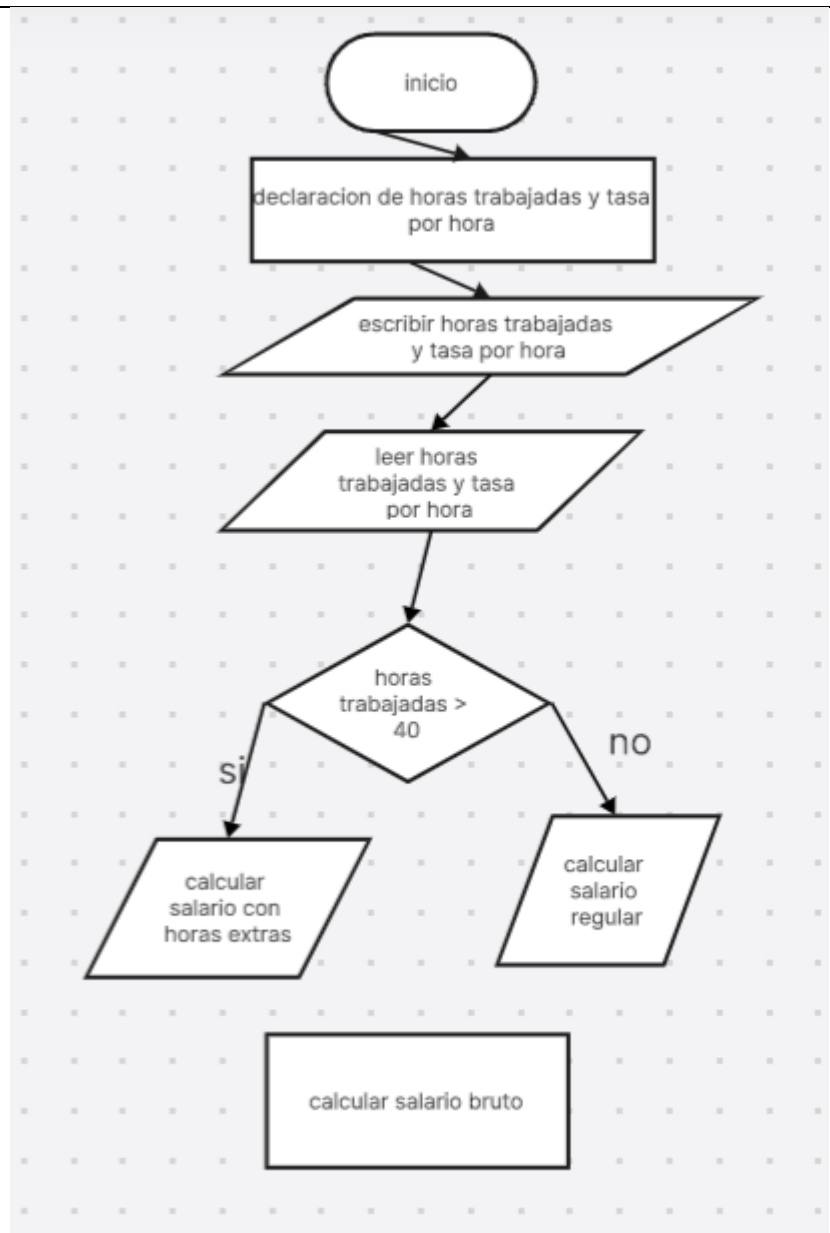 inicio
declaracion de horas trabajadas y tasa
por hora
escribir horas trabajadas
y tasa por hora
leer horas
trabajadas y tasa
por hora
horas
trabajadas >
40
si
no
calcular
salario con
horas extras
calcular
salario
regular
calcular salario bruto